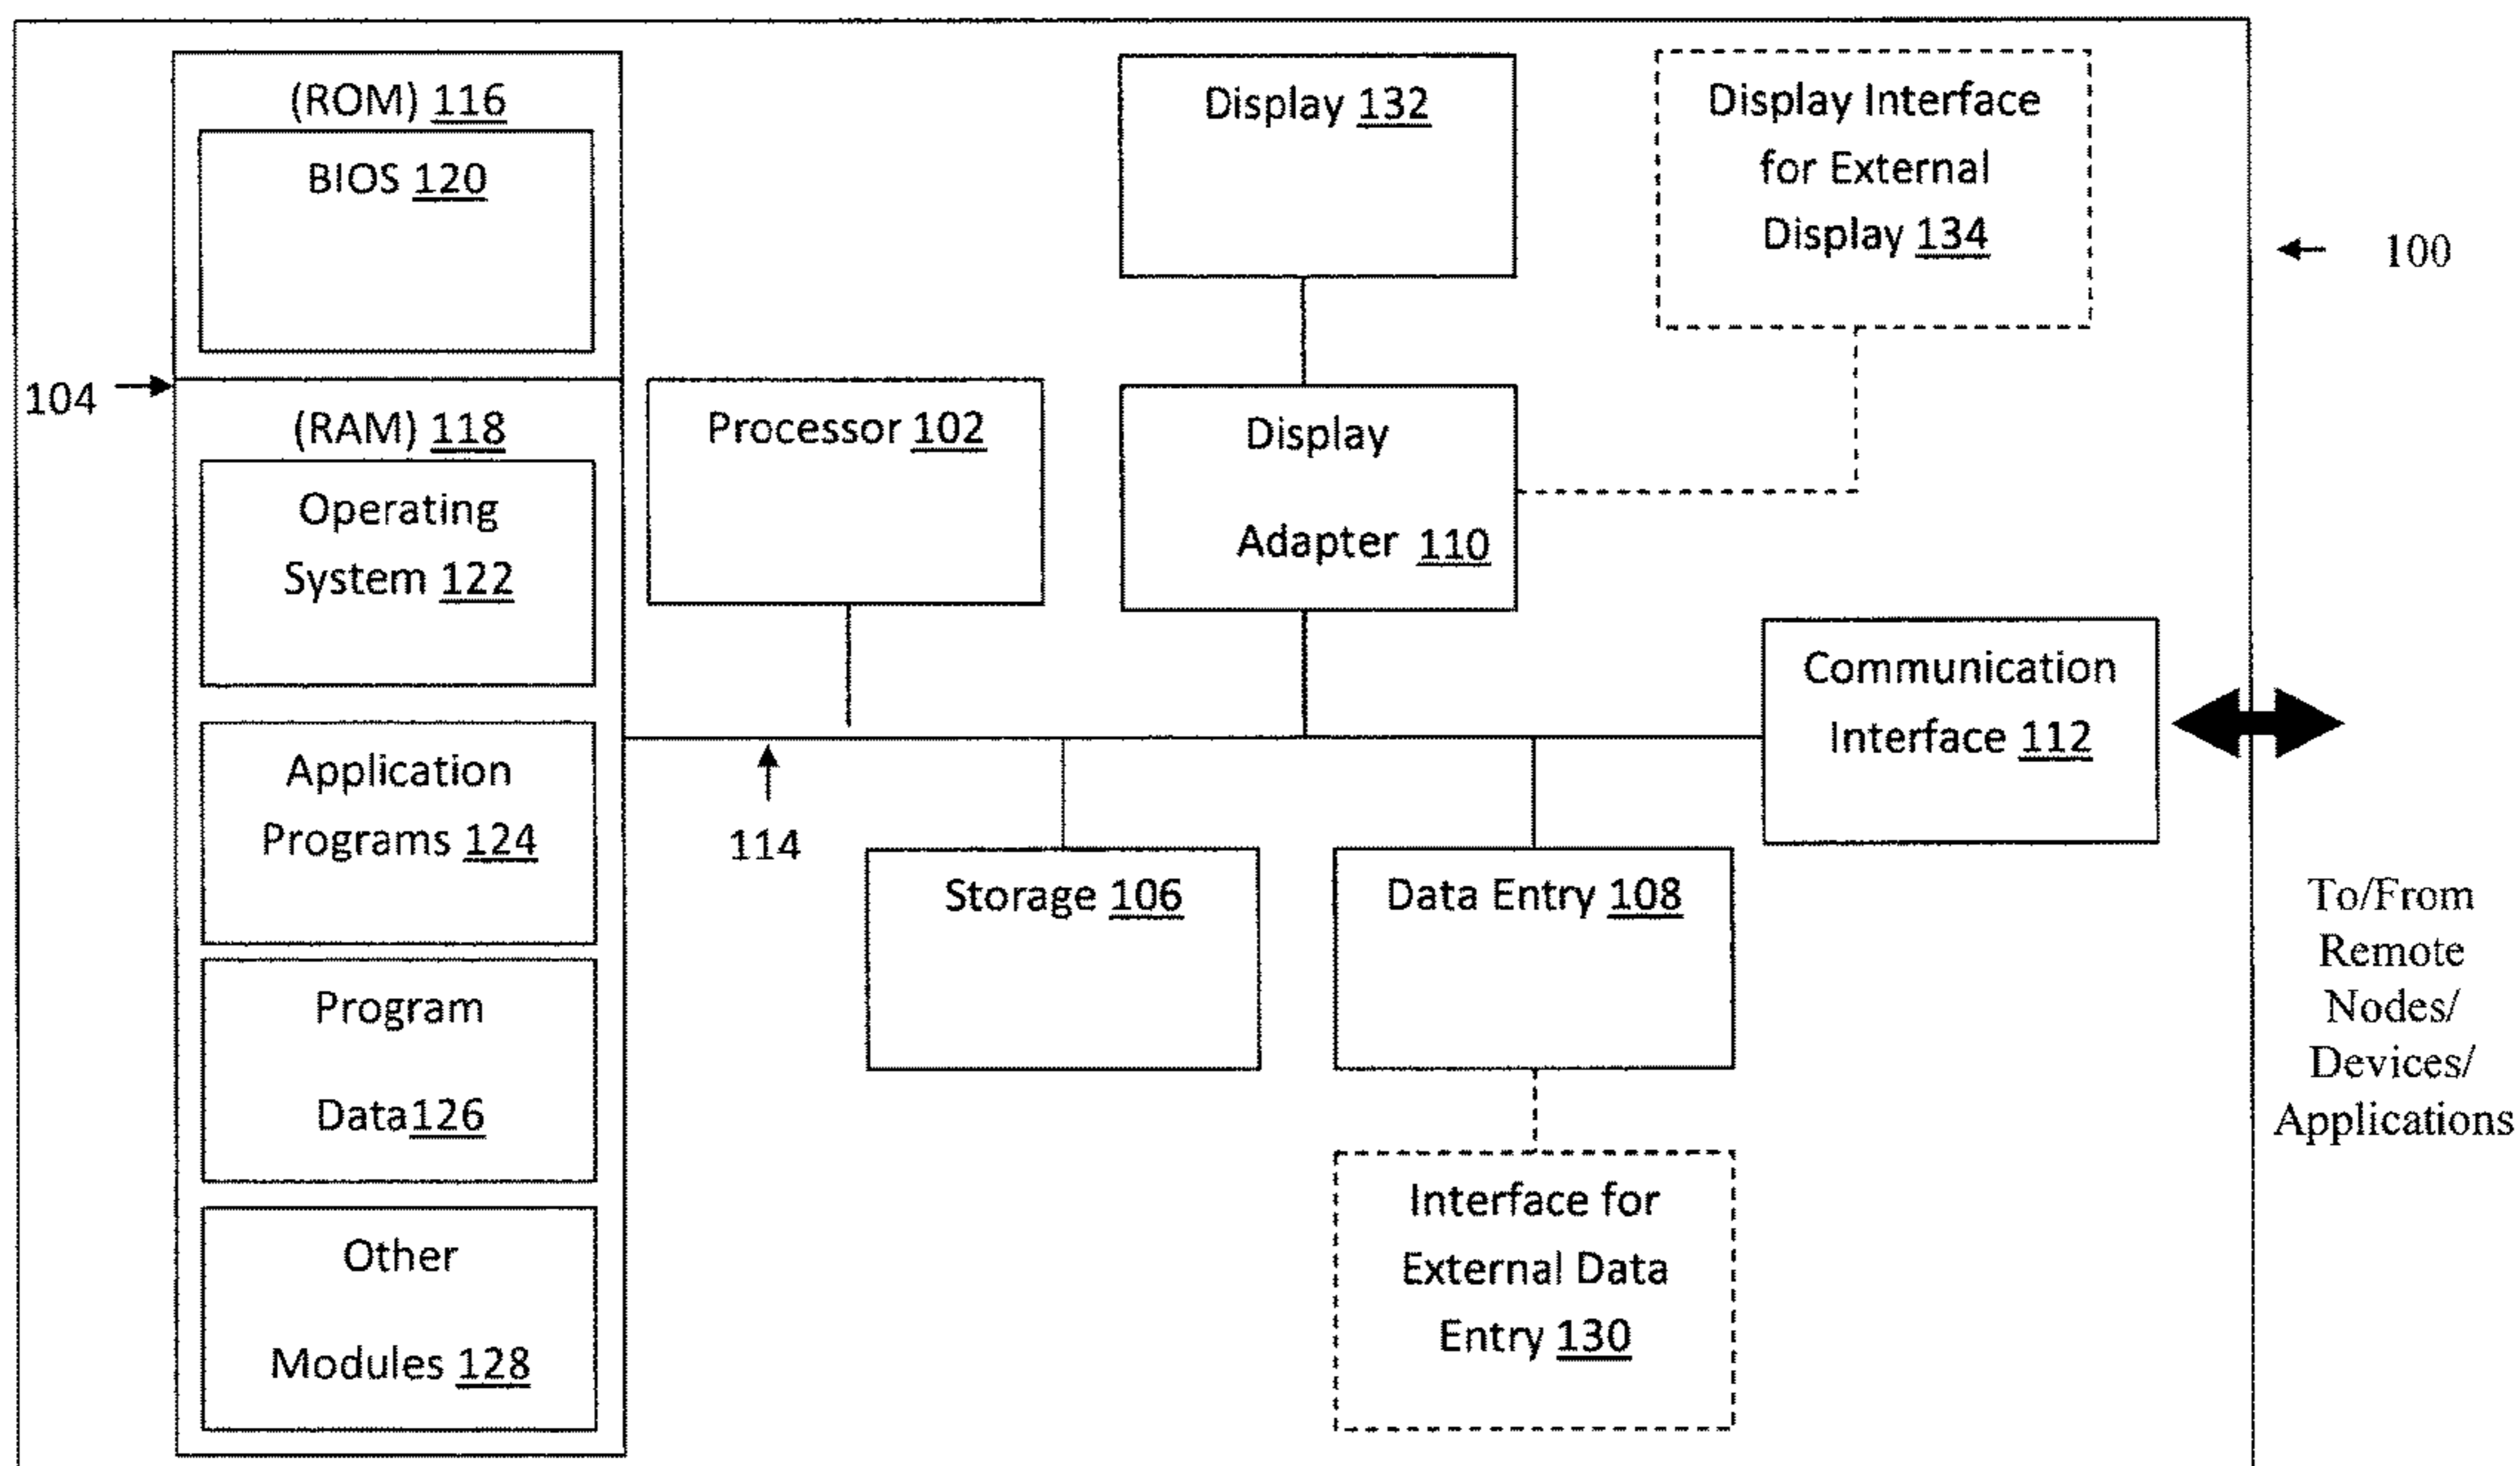 (ROM) 116
BIOS 120
104
(RAM) 118
Operating
System 122
Application
Programs 124
Program
Data126
Other
Modules 128
Processor 102
114
Display 132
Display Interface
for External
Display 134
Display
Adapter 110
Communication
Interface 112
Storage 106
Data Entry 108
Interface for
External Data
Entry 130
100
To/From
Remote
Nodes/
Devices/
Applications